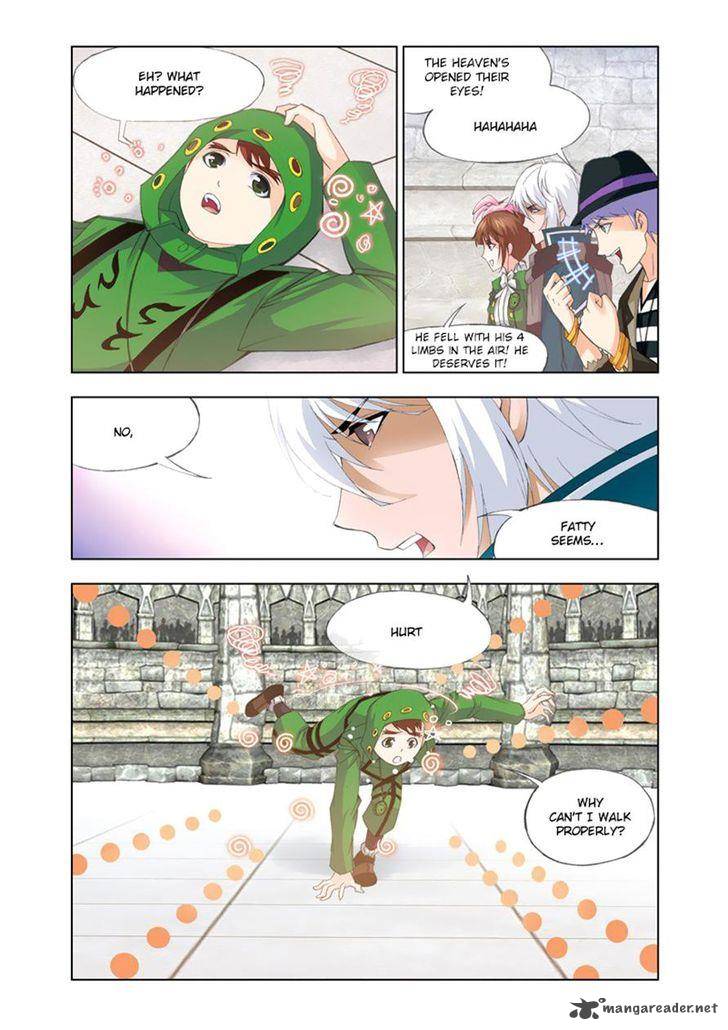 EH? WHAT
HAPPENED?
THE HEAVEN'S
OPENED THEIR
EYES!
HAHAHAHA
HE FELL WITH HIS 4
LIMBS IN THE AIR! HE
DESERVES IT!
NO,
FATTY
SEEMS...
HURT
WHY
CAN'T I WALK
PROPERLY?
mangareader.net